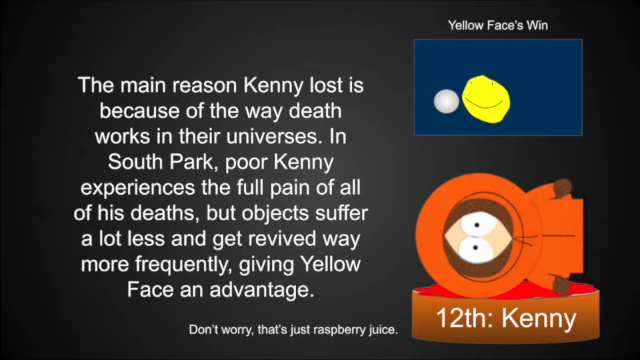 Yellow Face's Win
The main reason Kenny lost is
because of the way death
works in their universes. In
South Park, poor Kenny
experiences the full pain of all
of his deaths, but objects suffer
a lot less and get revived way
more frequently, giving Yellow
Face an advantage.
12th: Kenny
Don't worry, that's just raspberry juice.